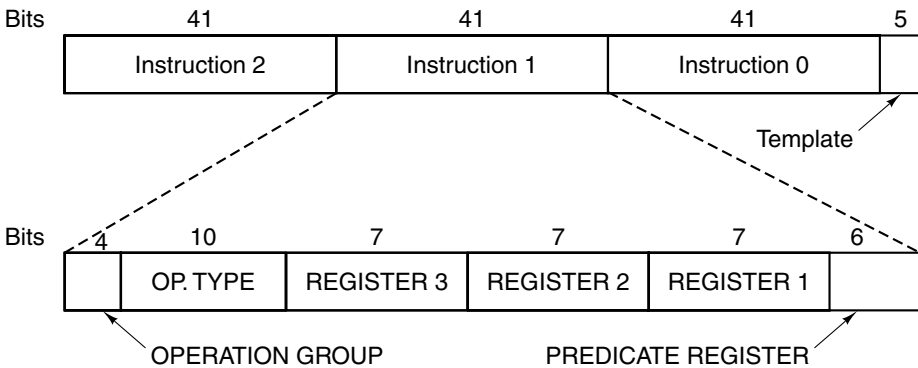 Bits 41 41 41 5
Instruction 2 Instruction 1 Instruction 0
Template
Bits 4 10 7 7 7 6
OP. TYPE REGISTER 3 REGISTER 2 REGISTER 1
OPERATION GROUP PREDICATE REGISTER